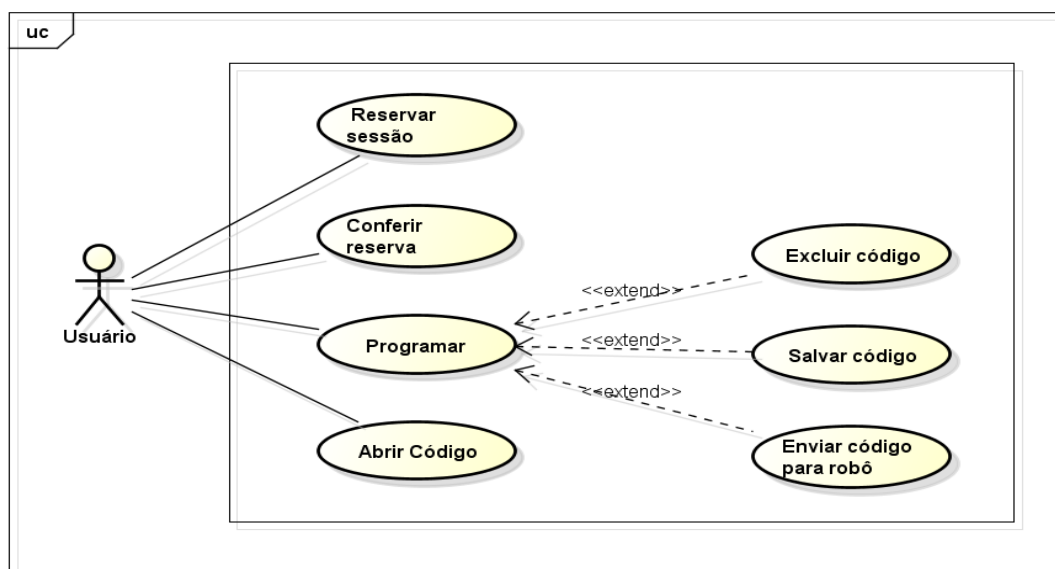 uc
Reservar
sessão
Conferir
reserva
Excluir código
<<extend>>
Usuário
Programar
<<extend>>
Salvar código
<<extend>>
Abrir Código
Enviar código
para robô